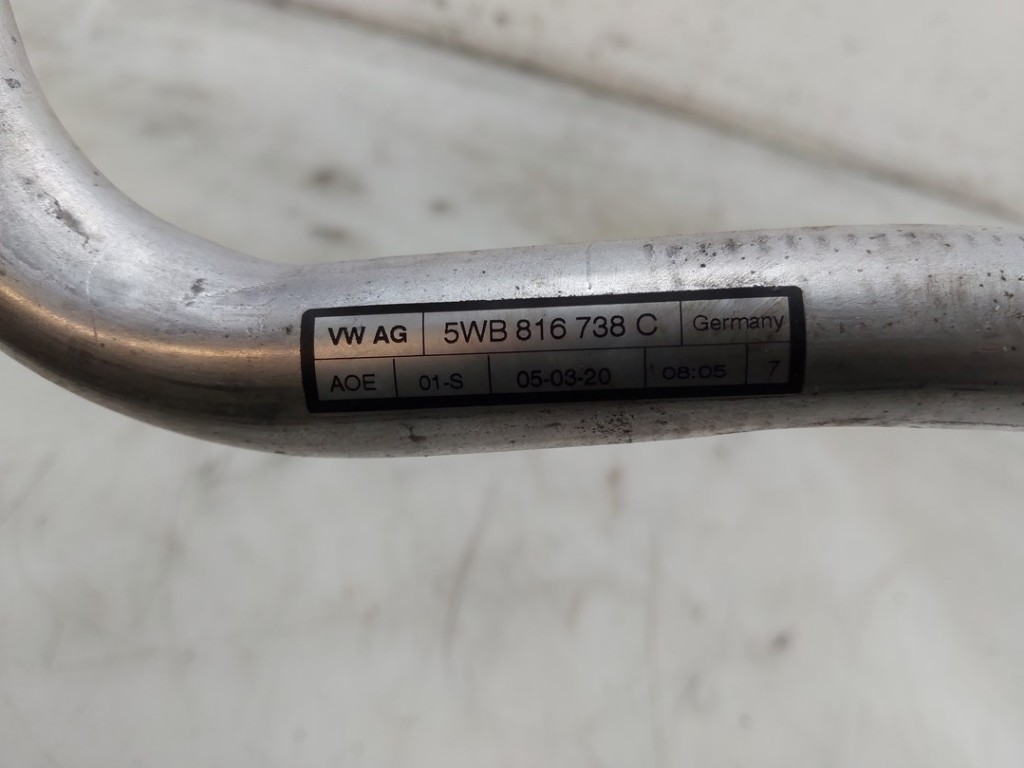 VW AG 5WB 816 738 C Germany
AOE 01-S 05-03-20 08:05 7